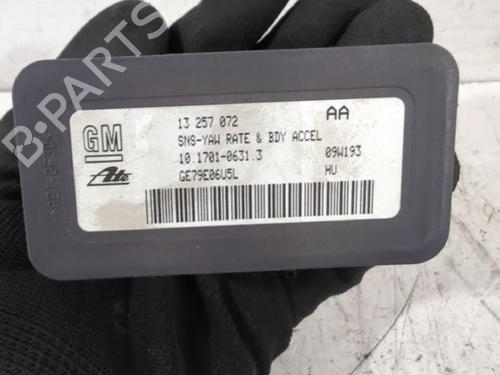 GM
13 257 072 AA
SNS-YAW RATE & BDY ACCEL
10.1701-0631.3 09W193
Ate GE79E06U5L HU
B-PARTS